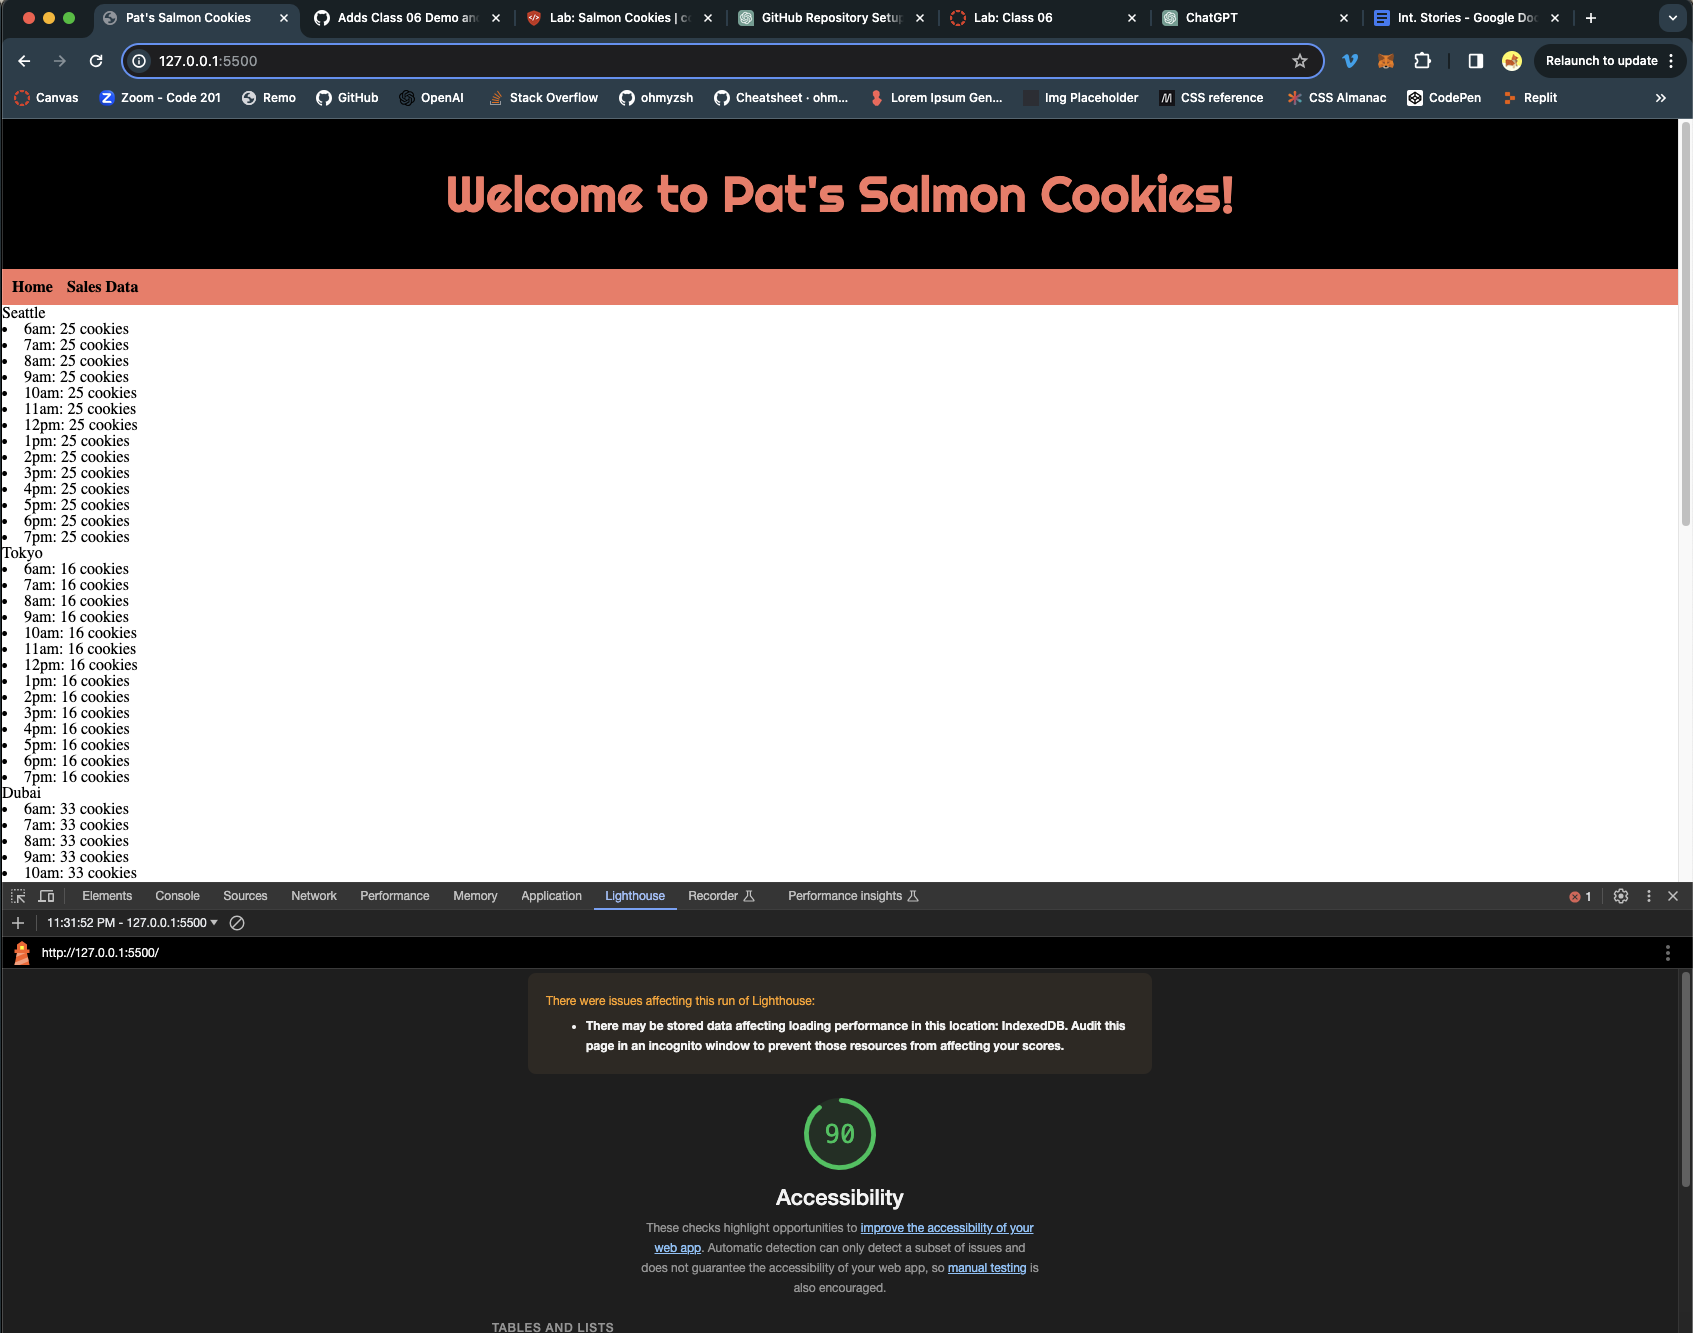 Pat's Salmon Cookies
Adds Class 06 Demo an
Lab: Salmon Cookies | c
GitHub Repository Setup
Lab: Class 06
ChatGPT
Int. Stories - Google Do
127.0.0.1:5500
Relaunch to update
Canvas
Zoom - Code 201
Remo
GitHub
OpenAI
Stack Overflow
ohmyzsh
Cheatsheet · ohm...
Lorem Ipsum Gen...
Img Placeholder
CSS reference
CSS Almanac
CodePen
Replit
Welcome to Pat's Salmon Cookies!
Home Sales Data
Seattle
• 6am: 25 cookies
• 7am: 25 cookies
• 8am: 25 cookies
• 9am: 25 cookies
• 10am: 25 cookies
• 11am: 25 cookies
• 12pm: 25 cookies
• 1pm: 25 cookies
• 2pm: 25 cookies
• 3pm: 25 cookies
• 4pm: 25 cookies
• 5pm: 25 cookies
• 6pm: 25 cookies
• 7pm: 25 cookies
Tokyo
• 6am: 16 cookies
• 7am: 16 cookies
• 8am: 16 cookies
• 9am: 16 cookies
• 10am: 16 cookies
• 11am: 16 cookies
• 12pm: 16 cookies
• 1pm: 16 cookies
• 2pm: 16 cookies
• 3pm: 16 cookies
• 4pm: 16 cookies
• 5pm: 16 cookies
• 6pm: 16 cookies
• 7pm: 16 cookies
Dubai
• 6am: 33 cookies
• 7am: 33 cookies
• 8am: 33 cookies
• 9am: 33 cookies
• 10am: 33 cookies
Elements Console Sources Network Performance Memory Application Lighthouse Recorder Performance insights 1
11:31:52 PM - 127.0.0.1:5500
http://127.0.0.1:5500/
There were issues affecting this run of Lighthouse:
• There may be stored data affecting loading performance in this location: IndexedDB. Audit this
page in an incognito window to prevent those resources from affecting your scores.
90
Accessibility
These checks highlight opportunities to improve the accessibility of your
web app. Automatic detection can only detect a subset of issues and
does not guarantee the accessibility of your web app, so manual testing is
also encouraged.
TABLES AND LISTS